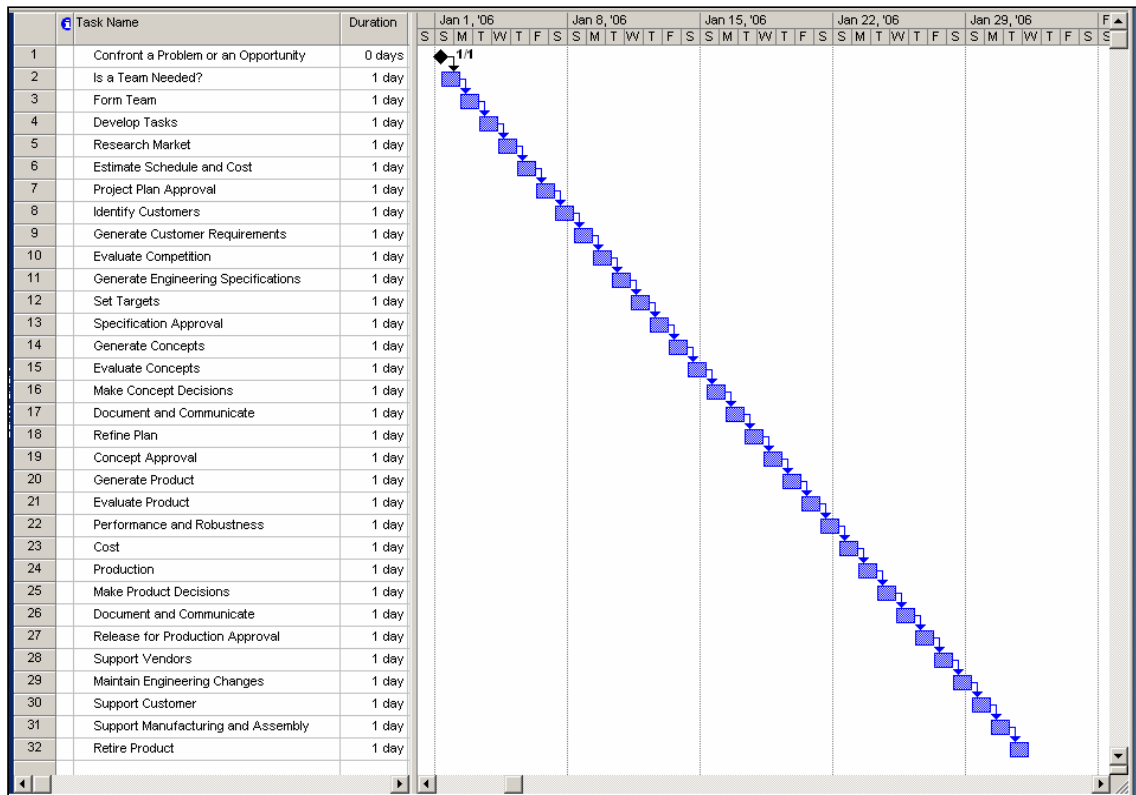 Task Name Duration Jan 1, '06 Jan 8, '06 Jan 15, '06 Jan 22, '06 Jan 29, '06 F
S S M T W T F S S M T W T F S S M T W T F S S M T W T F S S M T W T F S S
1 Confront a Problem or an Opportunity 0 days 1/1
2 Is a Team Needed? 1 day
3 Form Team 1 day
4 Develop Tasks 1 day
5 Research Market 1 day
6 Estimate Schedule and Cost 1 day
7 Project Plan Approval 1 day
8 Identify Customers 1 day
9 Generate Customer Requirements 1 day
10 Evaluate Competition 1 day
11 Generate Engineering Specifications 1 day
12 Set Targets 1 day
13 Specification Approval 1 day
14 Generate Concepts 1 day
15 Evaluate Concepts 1 day
16 Make Concept Decisions 1 day
17 Document and Communicate 1 day
18 Refine Plan 1 day
19 Concept Approval 1 day
20 Generate Product 1 day
21 Evaluate Product 1 day
22 Performance and Robustness 1 day
23 Cost 1 day
24 Production 1 day
25 Make Product Decisions 1 day
26 Document and Communicate 1 day
27 Release for Production Approval 1 day
28 Support Vendors 1 day
29 Maintain Engineering Changes 1 day
30 Support Customer 1 day
31 Support Manufacturing and Assembly 1 day
32 Retire Product 1 day